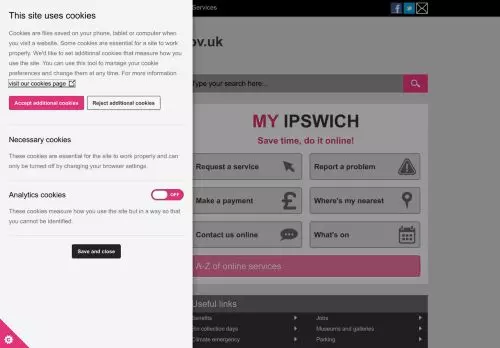 This site uses cookies
Cookies are files saved on your phone, tablet or computer when
you visit a website. Some cookies are essential for a site to work
properly. We'd like to set additional cookies that measure how you
use the site. You can use this tool to manage your cookie
preferences and change them at any time. For more information
visit our cookies page
Accept additional cookies
Reject additional cookies
Necessary cookies
These cookies are essential for the site to work properly and can
only be turned off by changing your browser settings.
Analytics cookies
OFF
These cookies measure how you use the site but in a way so that
you cannot be identified.
Save and close
Services
ov.uk
Type your search here...
MY IPSWICH
Save time, do it online!
Request a service
Report a problem
Make a payment
Where's my nearest
Contact us online
What's on
A-Z of online services
Useful links
Benefits
Jobs
Bin collection days
Museums and galleries
Climate emergency
Parking